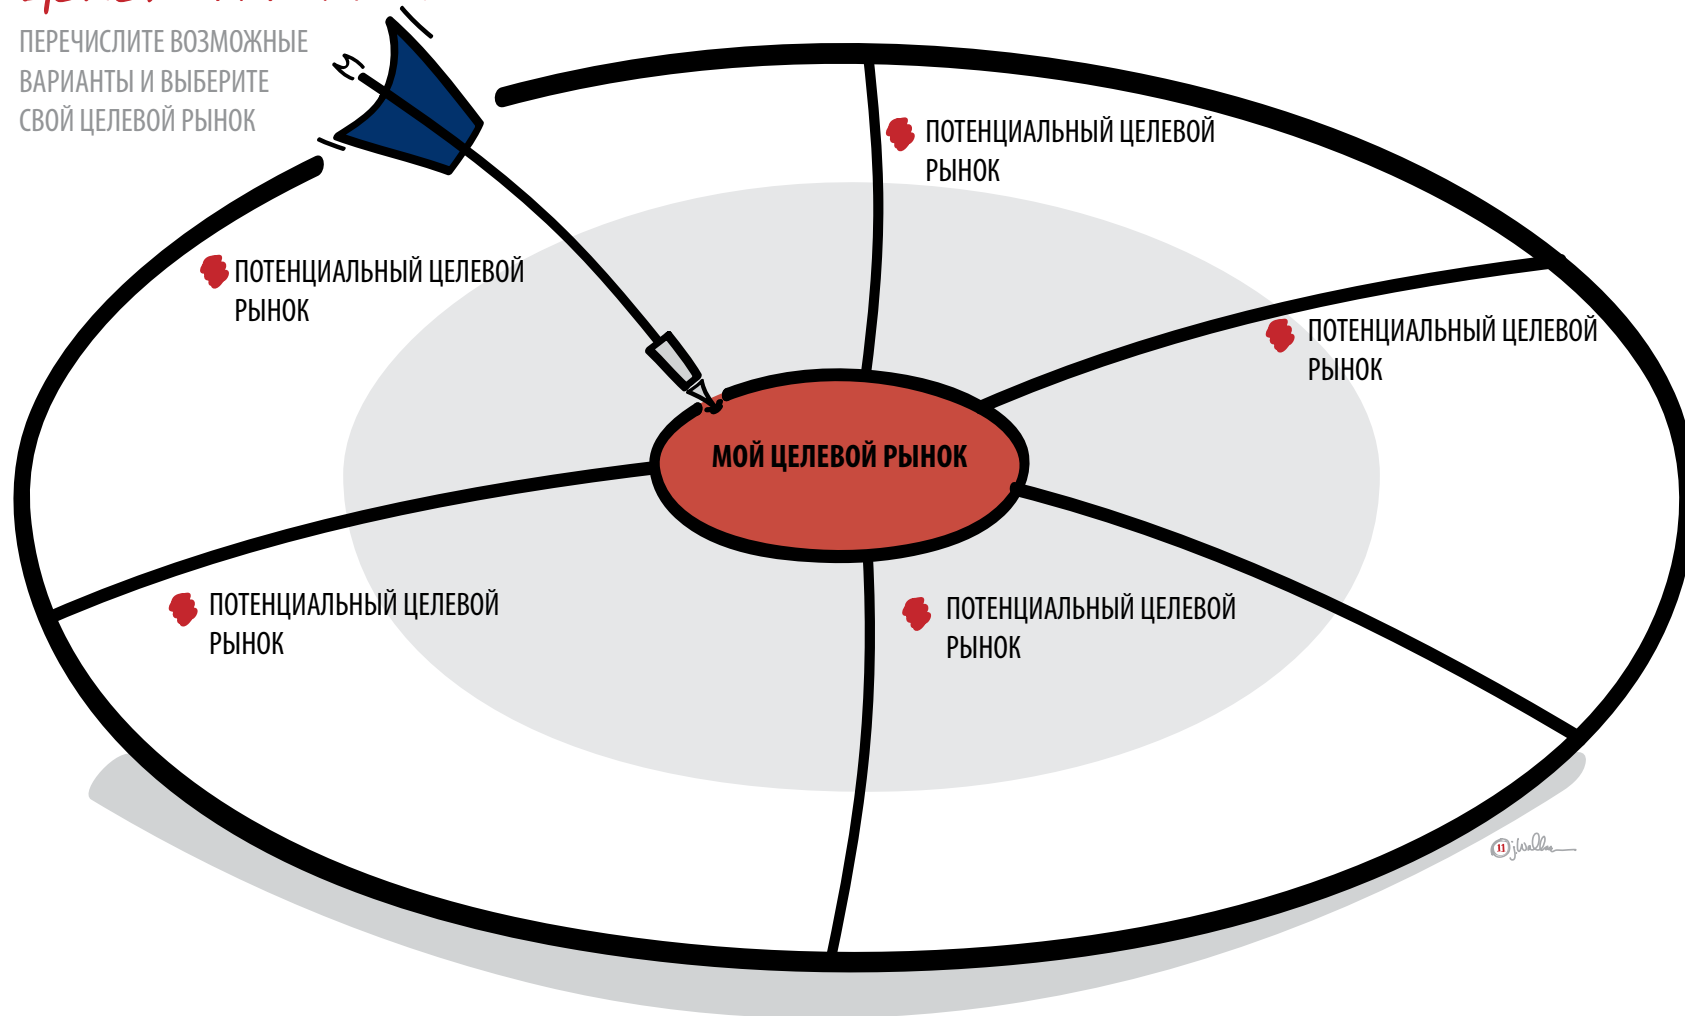 ПЕРЕЧИСЛИТЕ ВОЗМОЖНЫЕ
ВАРИАНТЫ И ВЫБЕРИТЕ
СВОЙ ЦЕЛЕВОЙ РЫНОК
ПОТЕНЦИАЛЬНЫЙ ЦЕЛЕВОЙ
РЫНОК
ПОТЕНЦИАЛЬНЫЙ ЦЕЛЕВОЙ
РЫНОК
ПОТЕНЦИАЛЬНЫЙ ЦЕЛЕВОЙ
РЫНОК
МОЙ ЦЕЛЕВОЙ РЫНОК
ПОТЕНЦИАЛЬНЫЙ ЦЕЛЕВОЙ
РЫНОК
ПОТЕНЦИАЛЬНЫЙ ЦЕЛЕВОЙ
РЫНОК
11